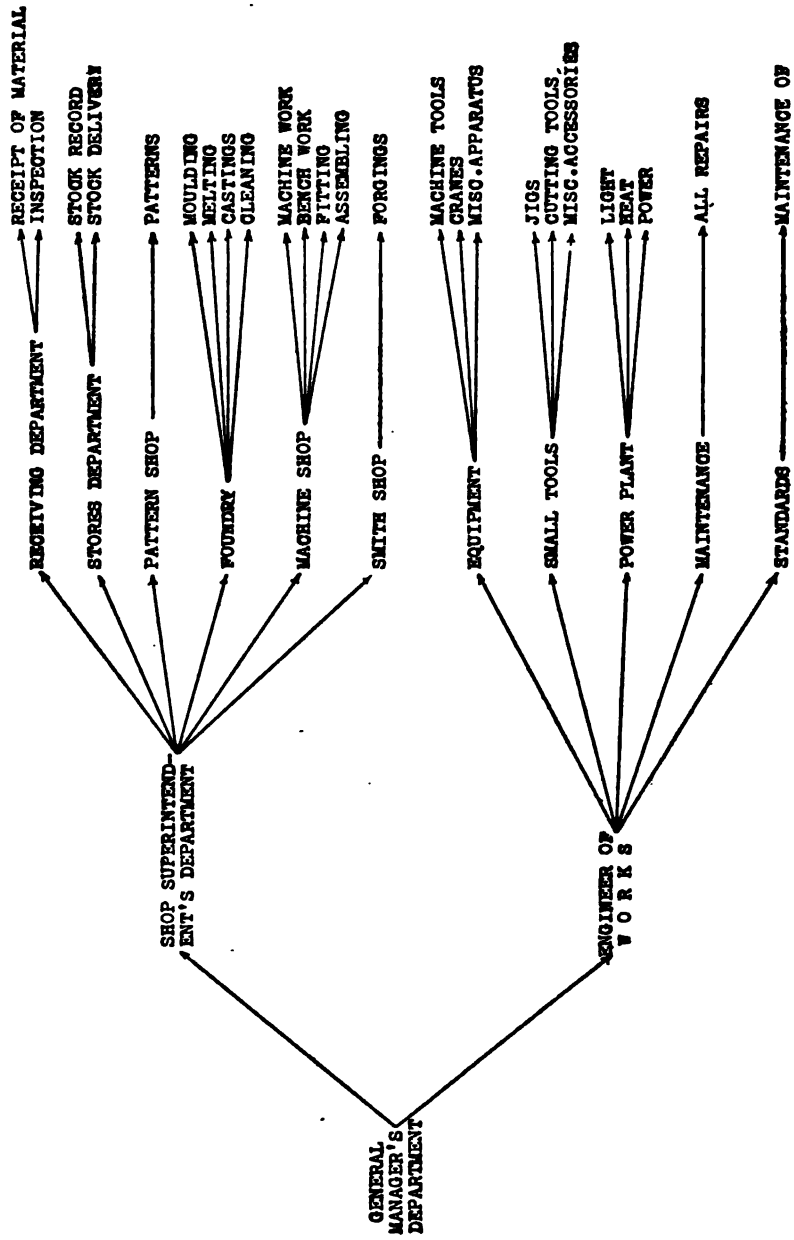 GENERAL
MANAGER'S
DEPARTMENT
SHOP SUPERINTEND-
ENT'S DEPARTMENT
RECEIVING DEPARTMENT
RECEIPT OF MATERIAL
INSPECTION
STORES DEPARTMENT
STOCK RECORD
STOCK DELIVERY
PATTERN SHOP
PATTERNS
FOUNDRY
MOULDING
MELTING
CASTINGS
CLEANING
MACHINE SHOP
MACHINE WORK
BENCH WORK
FITTING
ASSEMBLING
SMITH SHOP
FORGINGS
ENGINEER OF
WORKS
EQUIPMENT
MACHINE TOOLS
CRANES
MISC.APPARATUS
SMALL TOOLS
JIGS
CUTTING TOOLS,
MISC.ACCESSORIES
POWER PLANT
LIGHT
HEAT
POWER
MAINTENANCE
ALL REPAIRS
STANDARDS
MAINTENANCE OF